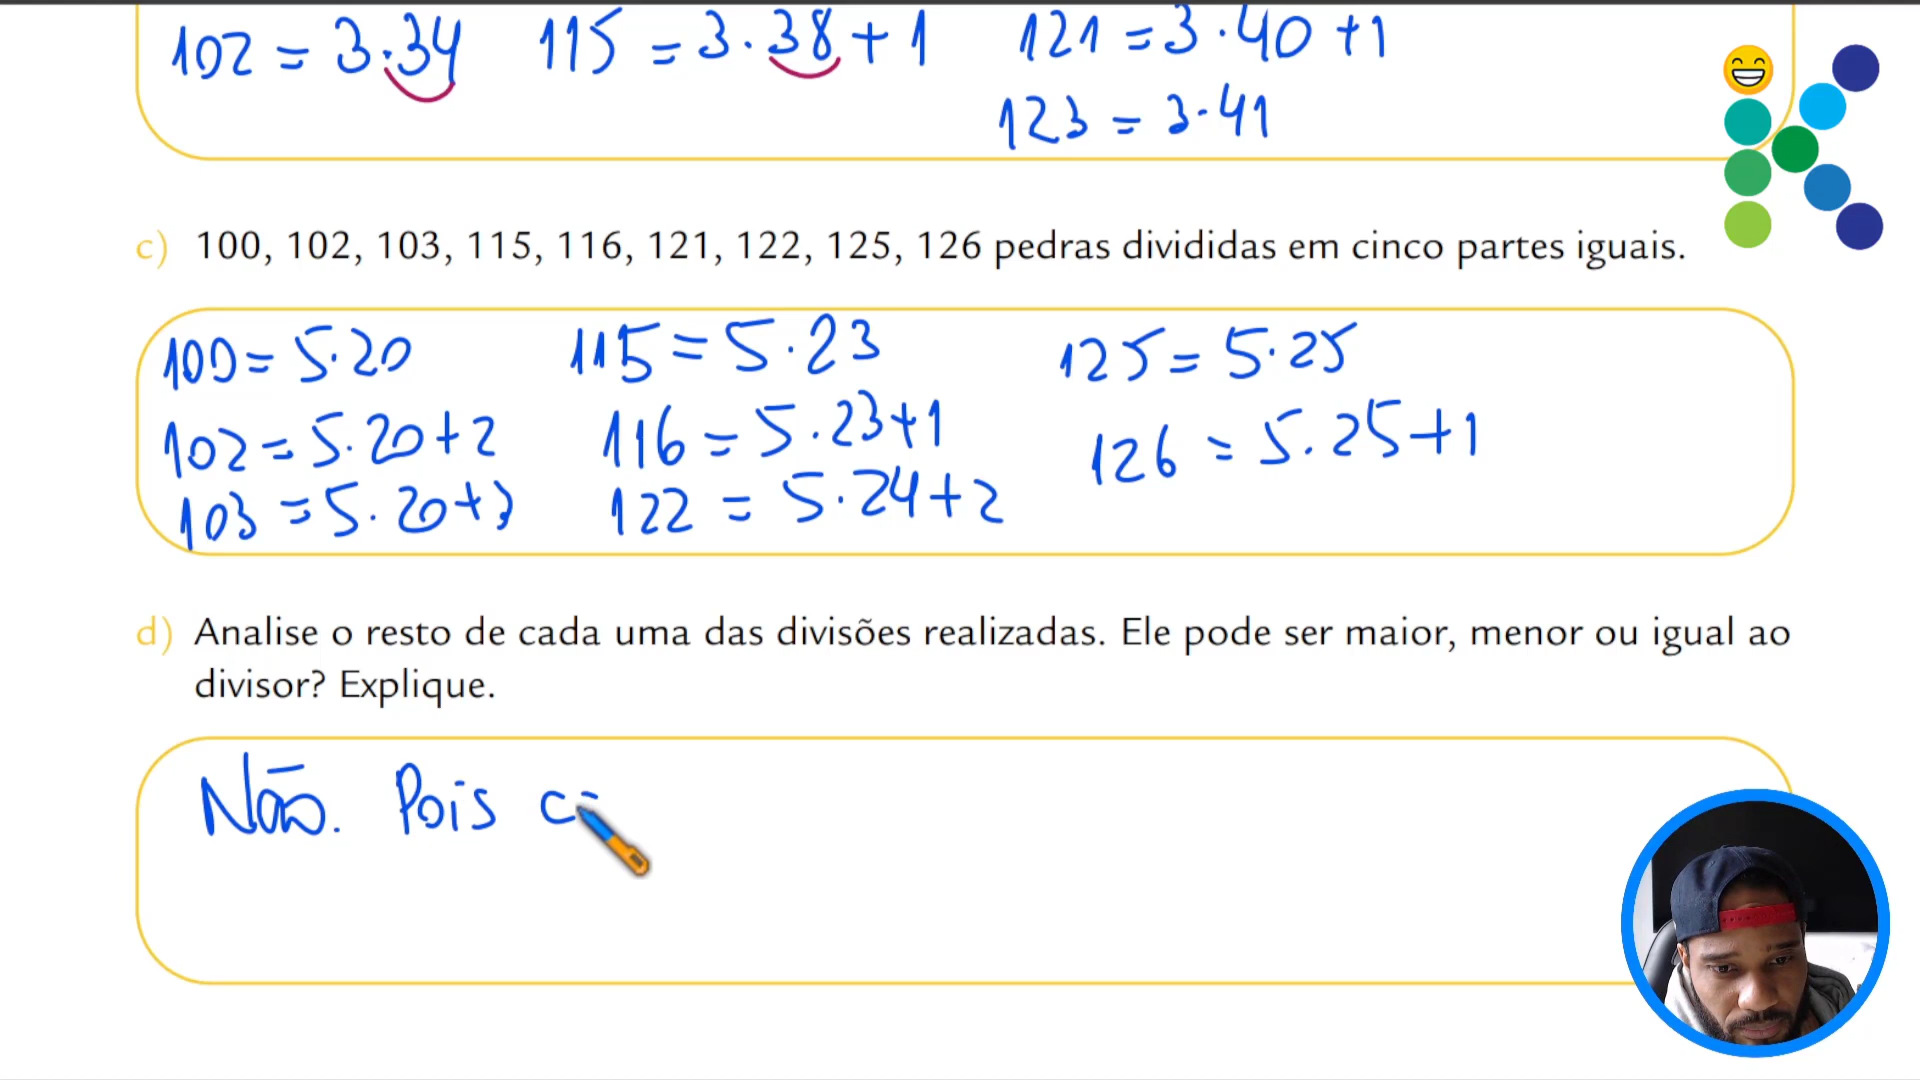 102 = 3·34 115 = 3·38 + 1 121 = 3·40 + 1
123 = 3·41
c) 100, 102, 103, 115, 116, 121, 122, 125, 126 pedras divididas em cinco partes iguais.
100 = 5·20 115 = 5·23 125 = 5·25
102 = 5·20 + 2 116 = 5·23 + 1 126 = 5·25 + 1
103 = 5·20 + 3 122 = 5·24 + 2
d) Analise o resto de cada uma das divisões realizadas. Ele pode ser maior, menor ou igual ao
divisor? Explique.
Não. Pois